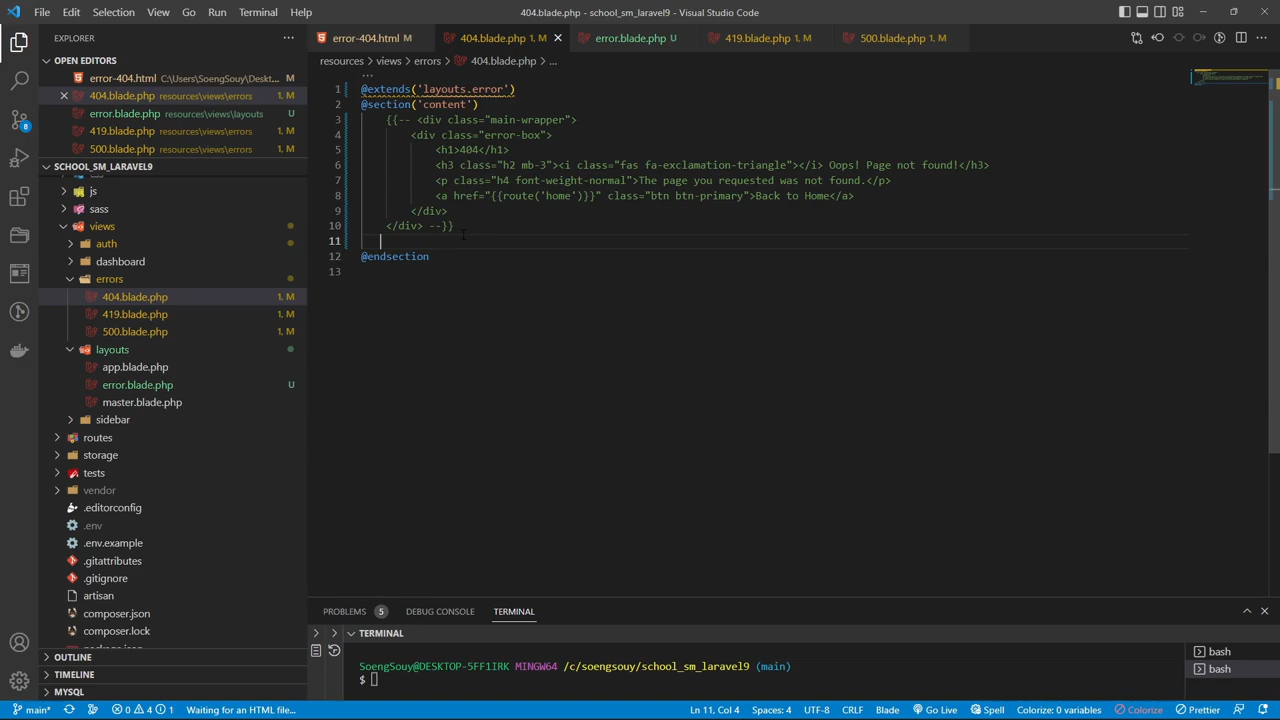 File Edit Selection View Go Run Terminal Help
404.blade.php - school_sm_laravel9 - Visual Studio Code
EXPLORER
error-404.html M
404.blade.php 1, M
error.blade.php U
419.blade.php 1, M
500.blade.php 1, M
OPEN EDITORS
error-404.html C:\Users\SoengSouy\Deskt... M
404.blade.php resources\views\errors 1, M
error.blade.php resources\views\layouts U
419.blade.php resources\views\errors 1, M
500.blade.php resources\views\errors 1, M
8
SCHOOL_SM_LARAVEL9
js
sass
views
auth
dashboard
errors
404.blade.php 1, M
419.blade.php 1, M
500.blade.php 1, M
layouts
app.blade.php
error.blade.php U
master.blade.php
sidebar
routes
storage
tests
vendor
.editorconfig
.env
.env.example
.gitattributes
.gitignore
artisan
composer.json
composer.lock
OUTLINE
TIMELINE
MYSQL
resources > views > errors > 404.blade.php > ...
1 @extends('layouts.error')
2 @section('content')
3 {{-- <div class="main-wrapper">
4 <div class="error-box">
5 <h1>404</h1>
6 <h3 class="h2 mb-3"><i class="fas fa-exclamation-triangle"></i> Oops! Page not found!</h3>
7 <p class="h4 font-weight-normal">The page you requested was not found.</p>
8 <a href="{{route('home')}}" class="btn btn-primary">Back to Home</a>
9 </div>
10 </div> --}}
11
12 @endsection
13
PROBLEMS 5 DEBUG CONSOLE TERMINAL
TERMINAL
SoengSouy@DESKTOP-5FF1IRK MINGW64 /c/soengsouy/school_sm_laravel9 (main)
$
bash
bash
main* 0 4 1 Waiting for an HTML file... Ln 11, Col 4 Spaces: 4 UTF-8 CRLF Blade Go Live Spell Colorize: 0 variables Colorize Prettier